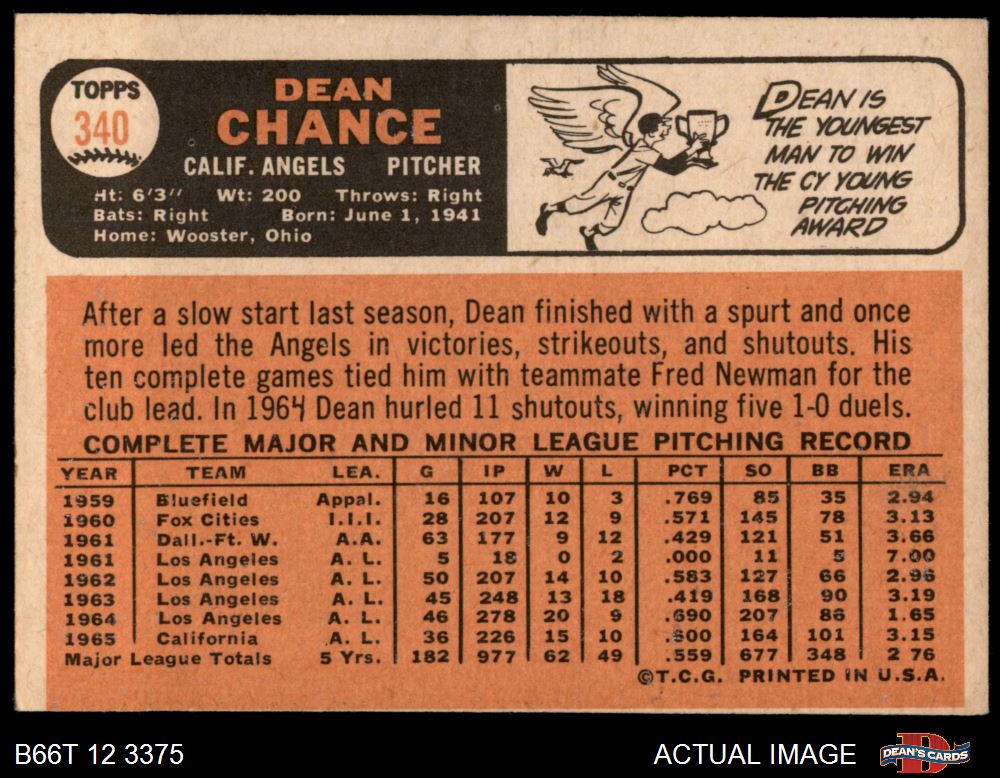 TOPPS
340
DEAN
CHANCE
CALIF. ANGELS PITCHER
Ht: 6'3" Wt: 200 Throws: Right
Bats: Right Born: June 1, 1941
Home: Wooster, Ohio
DEAN IS
THE YOUNGEST
MAN TO WIN
THE CY YOUNG
PITCHING
AWARD
After a slow start last season, Dean finished with a spurt and once
more led the Angels in victories, strikeouts, and shutouts. His
ten complete games tied him with teammate Fred Newman for the
club lead. In 1964 Dean hurled 11 shutouts, winning five 1-0 duels.
COMPLETE MAJOR AND MINOR LEAGUE PITCHING RECORD
YEAR TEAM LEA. G IP W L PCT SO BB ERA
1959 Bluefield Appal. 16 107 10 3 .769 85 35 2.94
1960 Fox Cities I.I.I. 28 207 12 9 .571 145 78 3.13
1961 Dall.-Ft. W. A.A. 63 177 9 12 .429 121 51 3.66
1961 Los Angeles A. L. 5 18 0 2 .000 11 5 7.00
1962 Los Angeles A. L. 50 207 14 10 .583 127 66 2.96
1963 Los Angeles A. L. 45 248 13 18 .419 168 90 3.19
1964 Los Angeles A. L. 46 278 20 9 .690 207 86 1.65
1965 California A. L. 36 226 15 10 .600 164 101 3.15
Major League Totals 5 Yrs. 182 977 62 49 .559 677 348 2 76
©T.C.G. PRINTED IN U.S.A.
B66T 12 3375 ACTUAL IMAGE DEAN'S CARDS